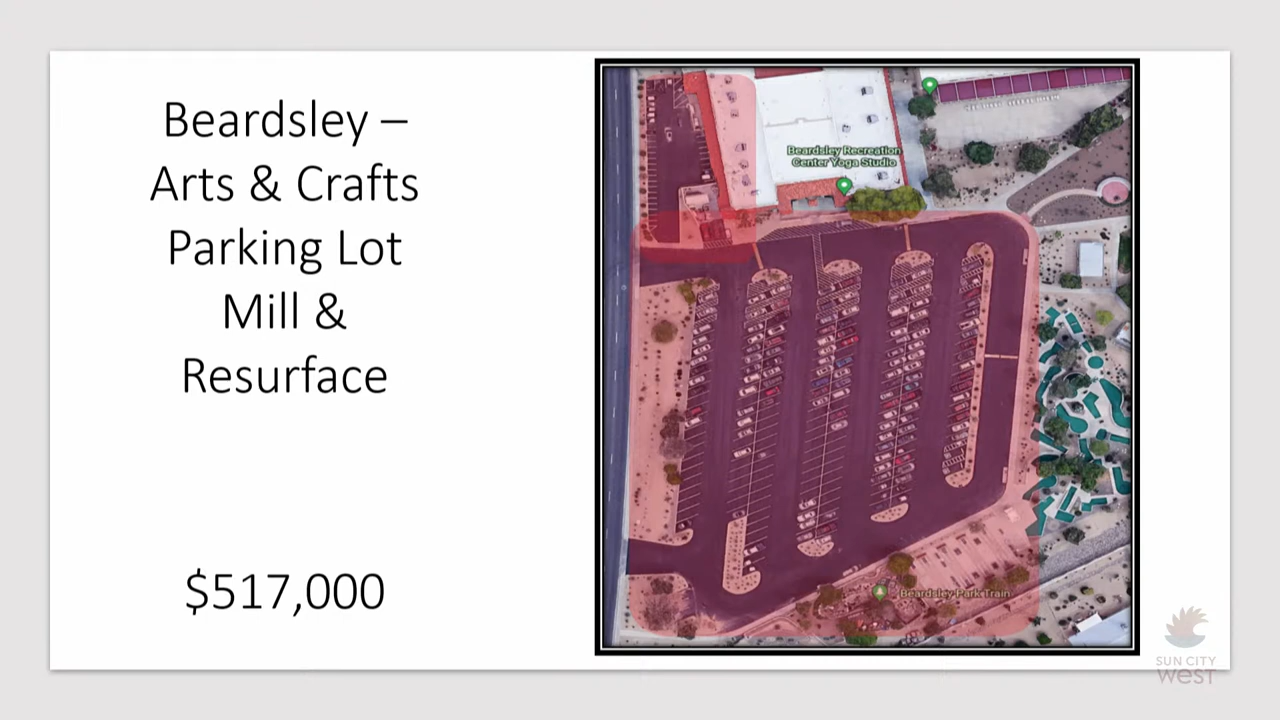 Beardsley –
Arts & Crafts
Parking Lot
Mill &
Resurface
$517,000
Beardsley Recreation
Center Yoga Studio
Beardsley Park Train
SUN CITY
WEST